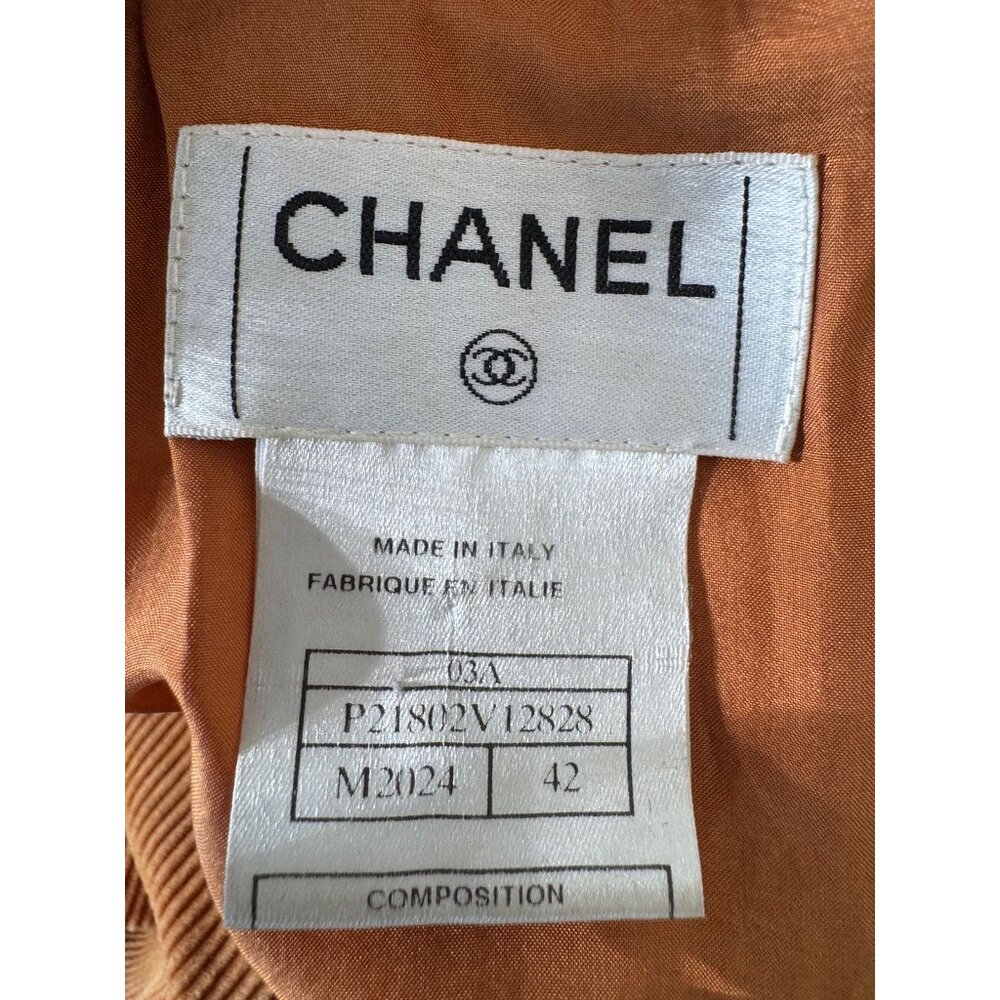 CHANEL
MADE IN ITALY
FABRIQUE EN ITALIE
03A
P21802V12828
M2024 42
COMPOSITION